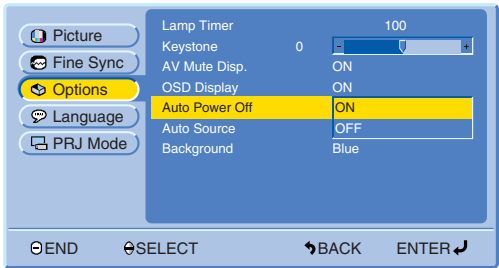 Picture
Fine Sync
Options
Language
PRJ Mode
Lamp Timer 100
Keystone 0 - +
AV Mute Disp. ON
OSD Display ON
Auto Power Off ON
Auto Source OFF
Background Blue
END SELECT BACK ENTER